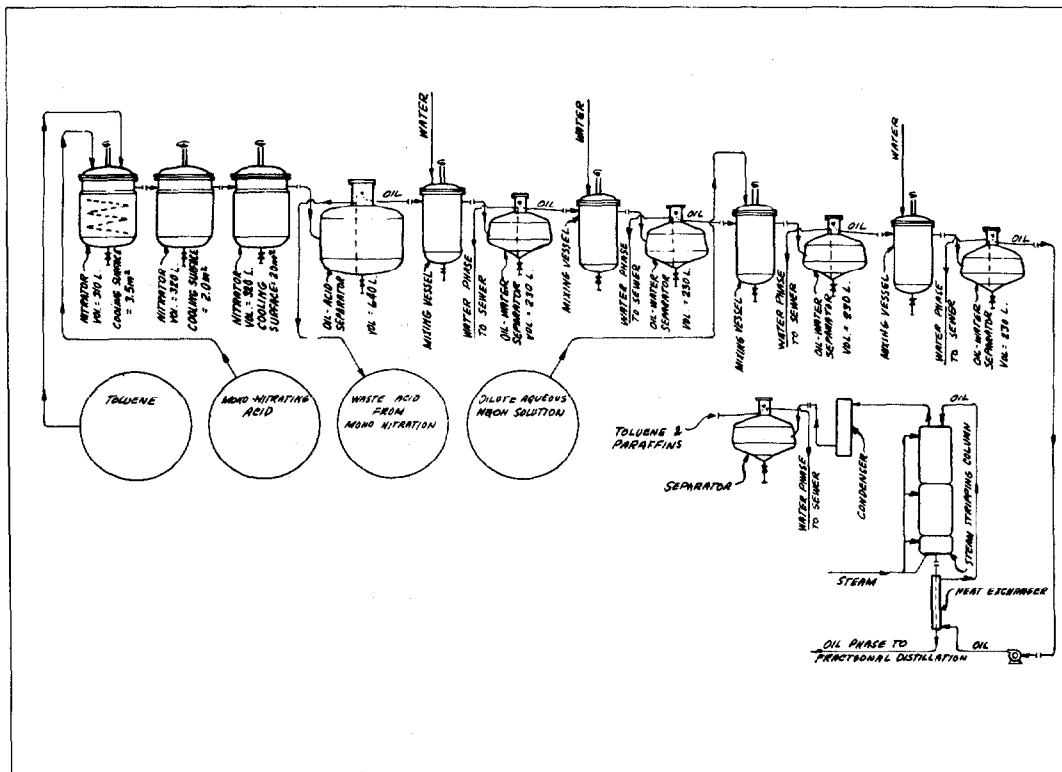 WATER
WATER
WATER
OIL
OIL
OIL
OIL
NITRATOR
VOL. = 310 L
COOLING SURFACE
= 3.5m²
NITRATOR
VOL. = 320 L
COOLING SURFACE
= 2.0m²
NITRATOR
VOL. 320 L
COOLING
SURFACE: 20m²
OIL-ACID
SEPARATOR
VOL = 640 L.
MIXING VESSEL
WATER PHASE
TO SEWER
OIL-WATER
SEPARATOR
VOL = 230 L.
MIXING VESSEL
WATER PHASE
TO SEWER
OIL-WATER
SEPARATOR
VOL = 230 L
MIXING VESSEL
WATER PHASE
TO SEWER
OIL-WATER
SEPARATOR
VOL = 230 L
MIXING VESSEL
WATER PHASE
TO SEWER
OIL-WATER
SEPARATOR
VOL = 230 L.
TOLUENE
MONO-NITRATING
ACID
WASTE ACID
FROM
MONO NITRATION
DILUTE AQUEOUS
NaOH SOLUTION
TOLUENE &
PARAFFINS
SEPARATOR
WATER PHASE
TO SEWER
CONDENSER
OIL
STEAM STRIPPING COLUMN
STEAM
HEAT EXCHANGER
OIL PHASE TO
FRACTIONAL DISTILLATION
OIL